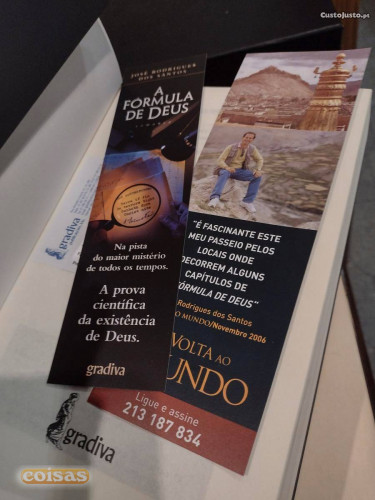 CustoJusto.pt
JOSÉ RODRIGUES
DOS SANTOS
A
FÓRMULA
DE DEUS
romance
Na pista
do maior mistério
de todos os tempos.
A prova
científica
da existência
de Deus.
gradiva
"É FASCINANTE ESTE
MEU PASSEIO PELOS
LOCAIS ONDE
DECORREM ALGUNS
CAPÍTULOS DE
FÓRMULA DE DEUS"
Rodrigues dos Santos
O MUNDO/Novembro 2006
VOLTA AO
MUNDO
Ligue e assine
213 187 834
gradiva
gradiva
coisas